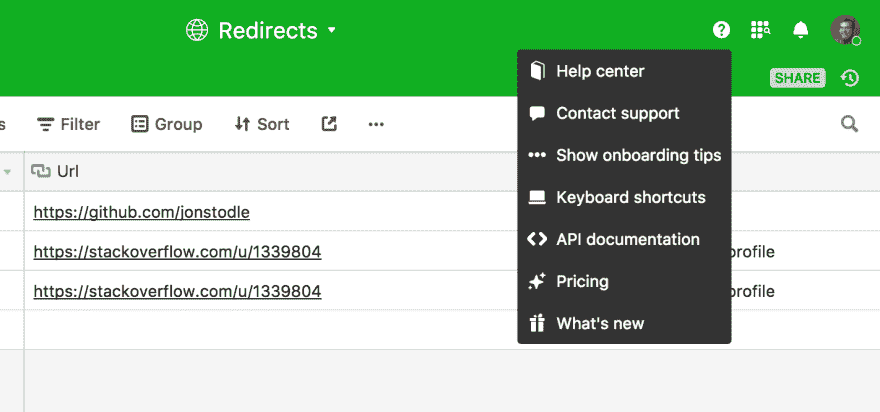 Redirects
Help center
SHARE
Contact support
s
Filter
Group
Sort
Show onboarding tips
Url
Keyboard shortcuts
https://github.com/jonstodle
API documentation
https://stackoverflow.com/u/1339804
profile
Pricing
https://stackoverflow.com/u/1339804
profile
What's new